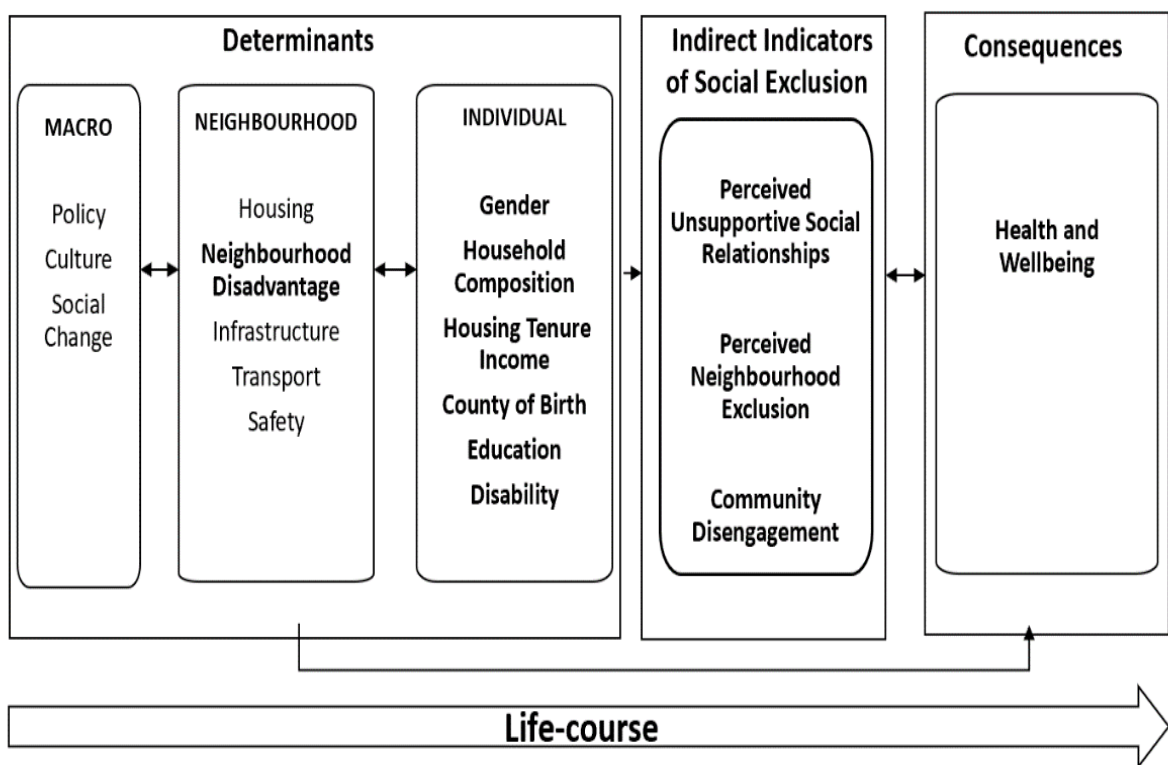 Determinants
MACRO
Policy
Culture
Social
Change
NEIGHBOURHOOD
Housing
Neighbourhood
Disadvantage
Infrastructure
Transport
Safety
INDIVIDUAL
Gender
Household
Composition
Housing Tenure
Income
County of Birth
Education
Disability
Indirect Indicators
of Social Exclusion
Perceived
Unsupportive Social
Relationships
Perceived
Neighbourhood
Exclusion
Community
Disengagement
Consequences
Health and
Wellbeing
Life-course